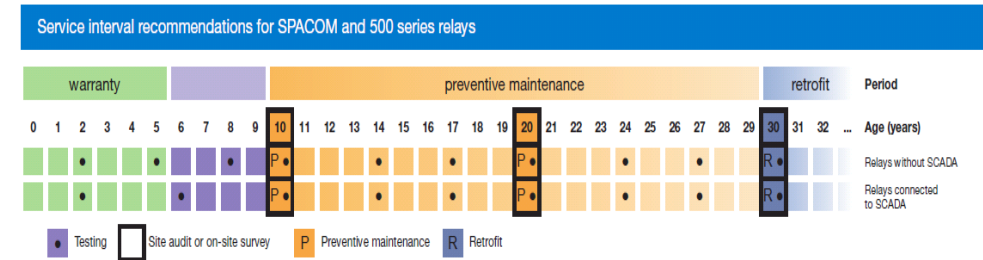 Service interval recommendations for SPACOM and 500 series relays
warranty preventive maintenance retrofit Period
0 1 2 3 4 5 6 7 8 9 10 11 12 13 14 15 16 17 18 19 20 21 22 23 24 25 26 27 28 29 30 31 32 ... Age (years)
P • P • R • Relays without SCADA
P • P • R • Relays connected
to SCADA
• Testing Site audit or on-site survey P Preventive maintenance R Retrofit